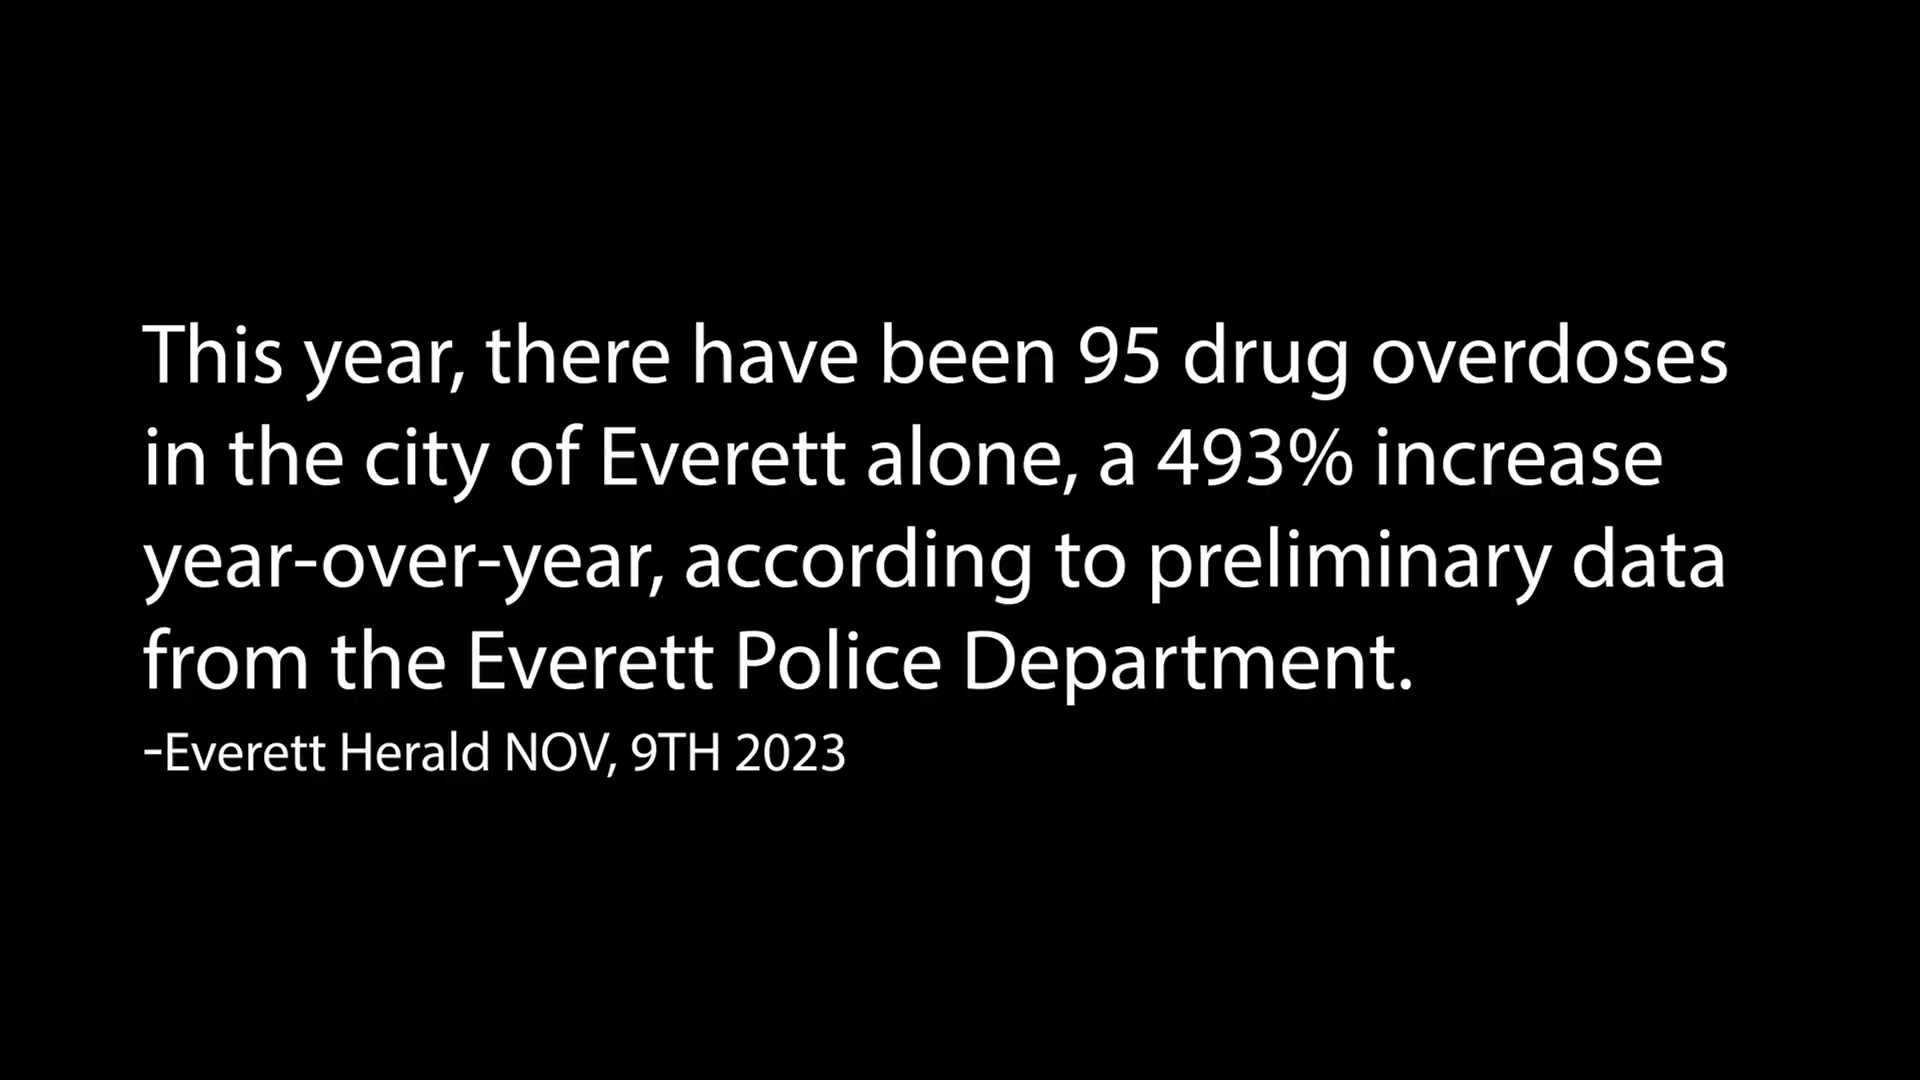 This year, there have been 95 drug overdoses
in the city of Everett alone, a 493% increase
year-over-year, according to preliminary data
from the Everett Police Department.
-Everett Herald NOV, 9TH 2023